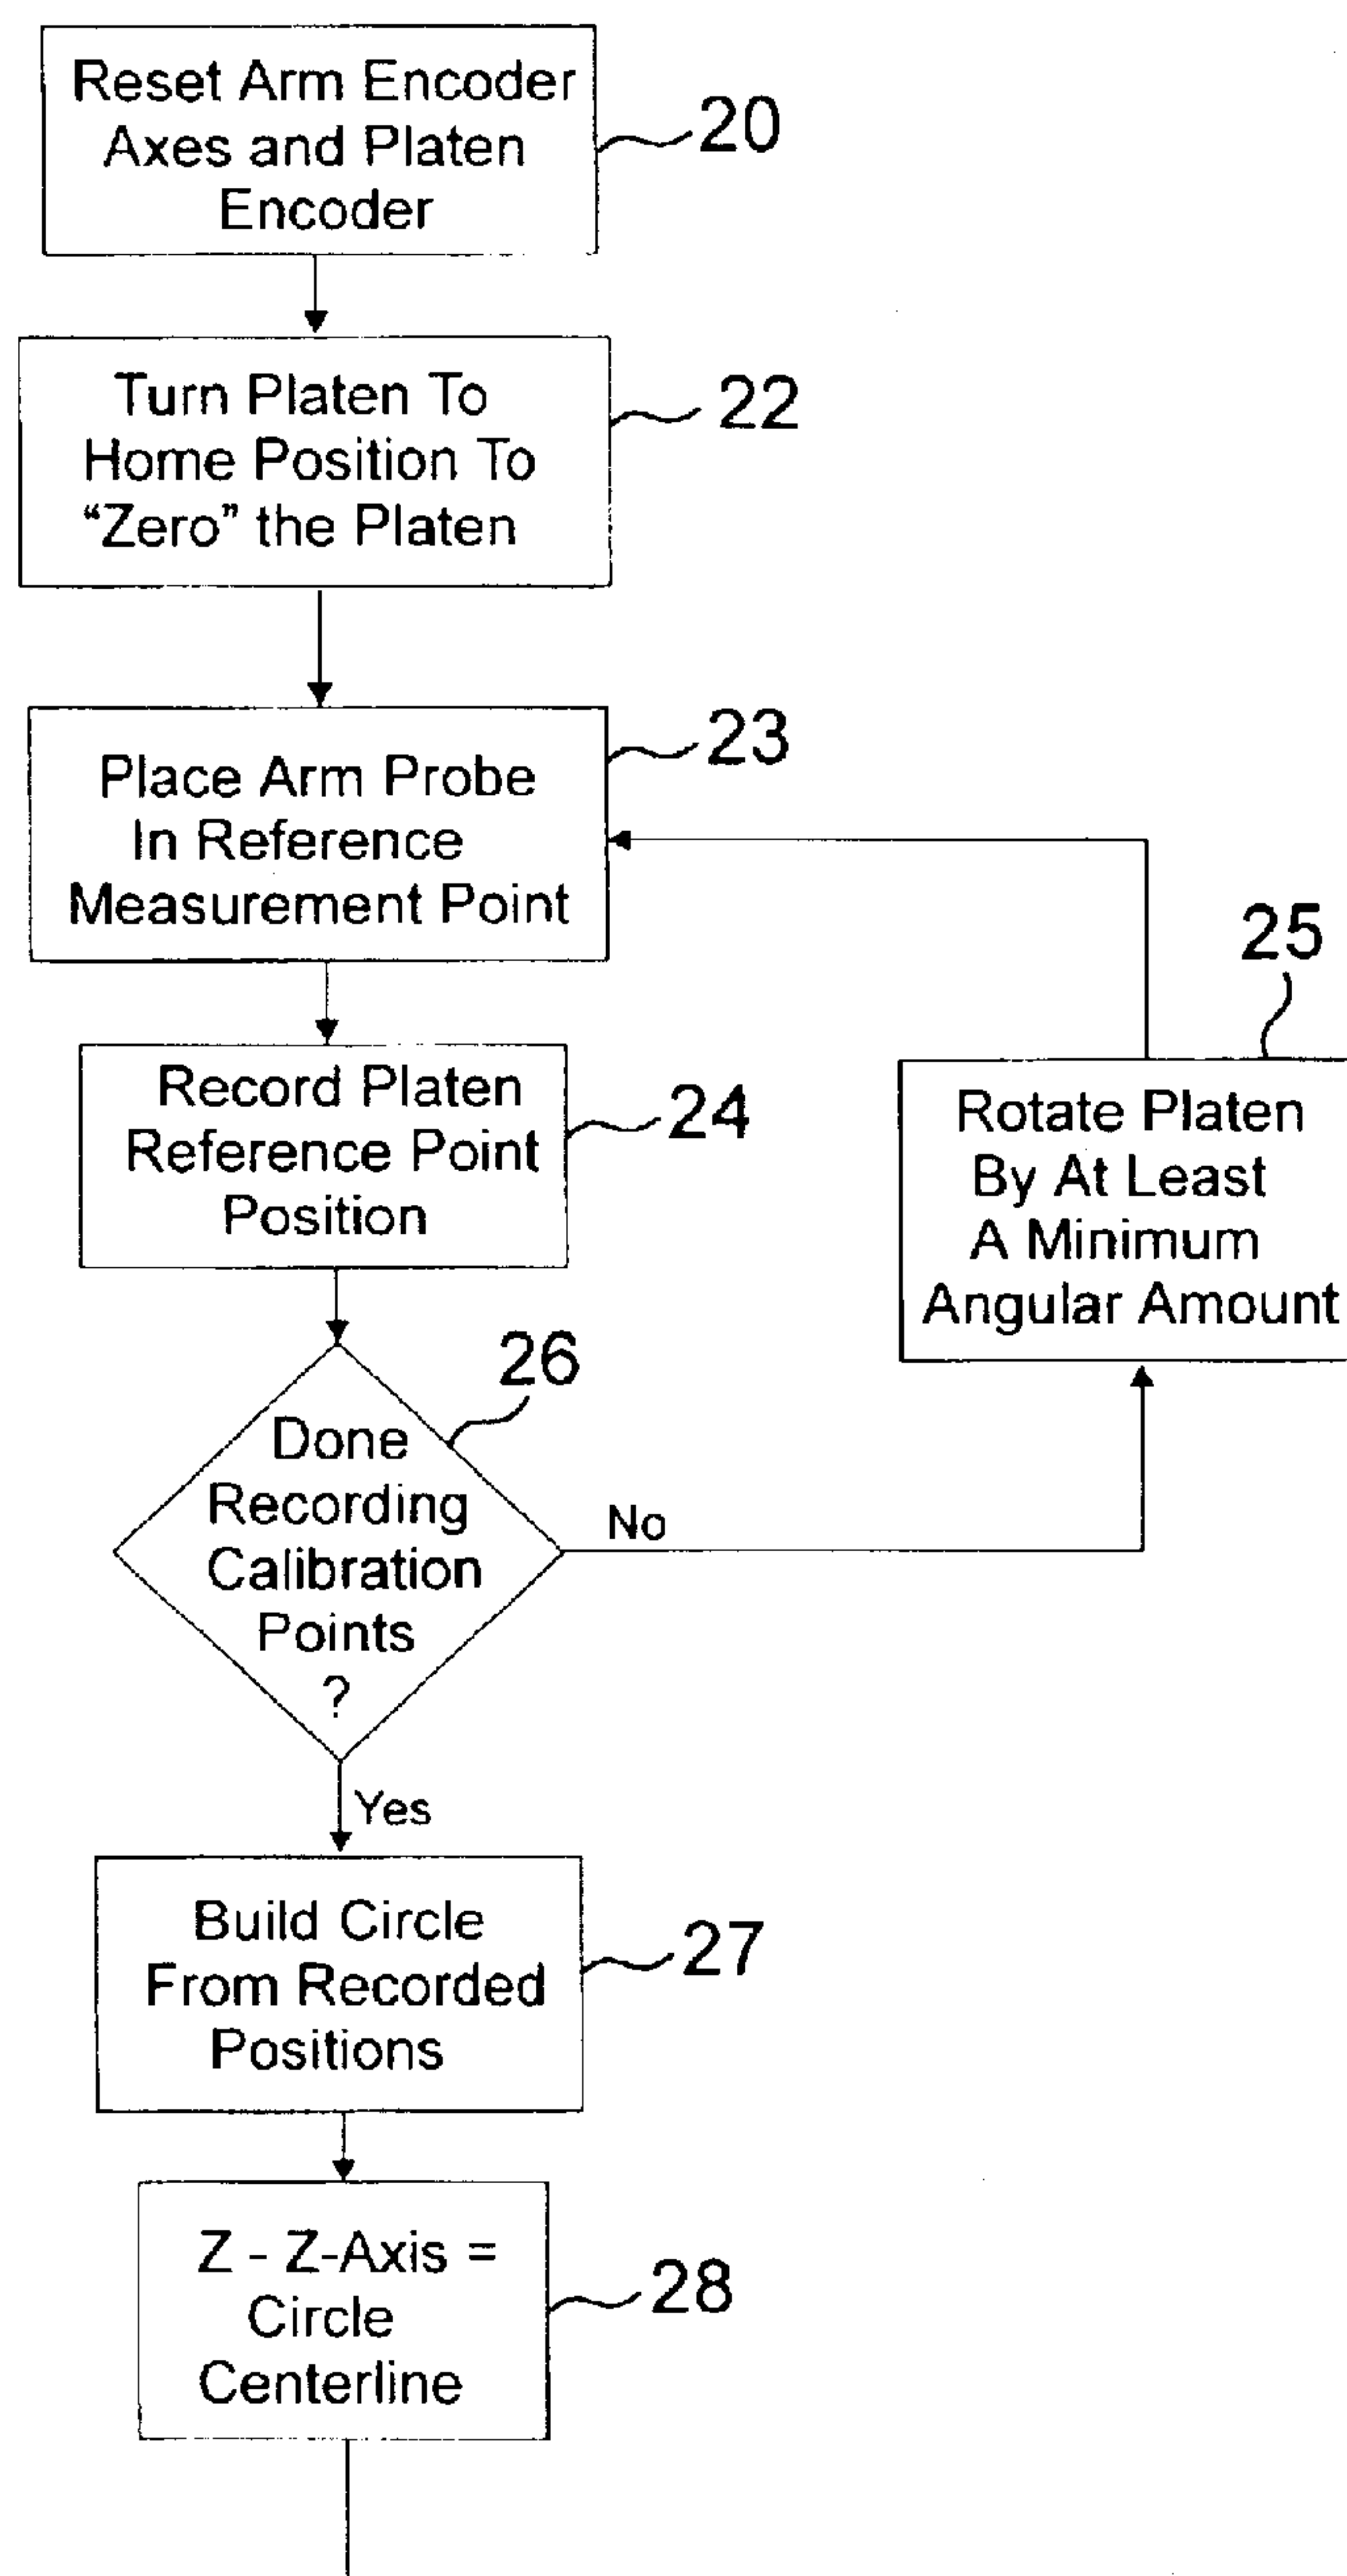 Reset Arm Encoder
Axes and Platen
Encoder
20
Turn Platen To
Home Position To
“Zero” the Platen
22
Place Arm Probe
In Reference
Measurement Point
23
Record Platen
Reference Point
Position
24
25
Rotate Platen
By At Least
A Minimum
Angular Amount
26
Done
Recording
Calibration
Points
?
No
Yes
Build Circle
From Recorded
Positions
27
Z - Z-Axis =
Circle
Centerline
28